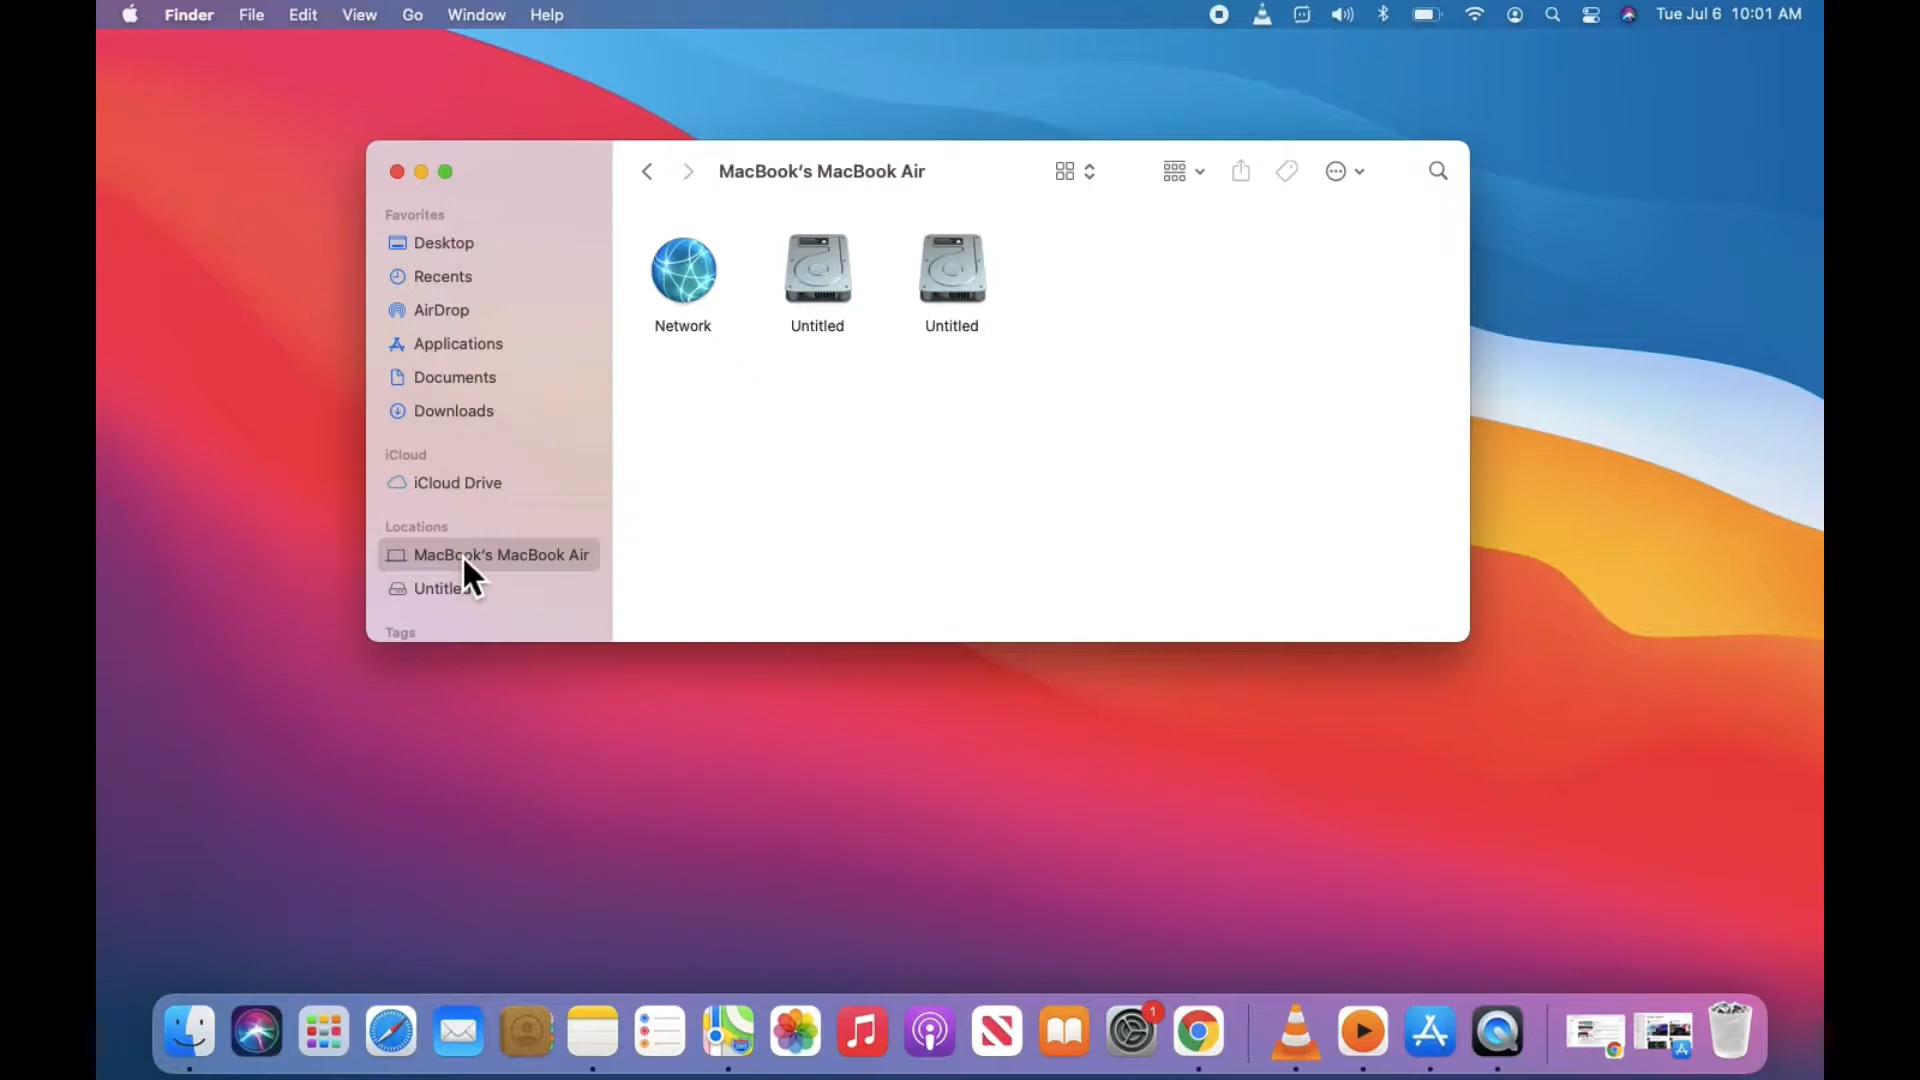 Finder File Edit View Go Window Help Tue Jul 6 10:01 AM
MacBook's MacBook Air
Favorites
Desktop
Recents
AirDrop
Applications
Documents
Downloads
iCloud
iCloud Drive
Locations
MacBook's MacBook Air
Untitled
Tags
Network Untitled Untitled
1